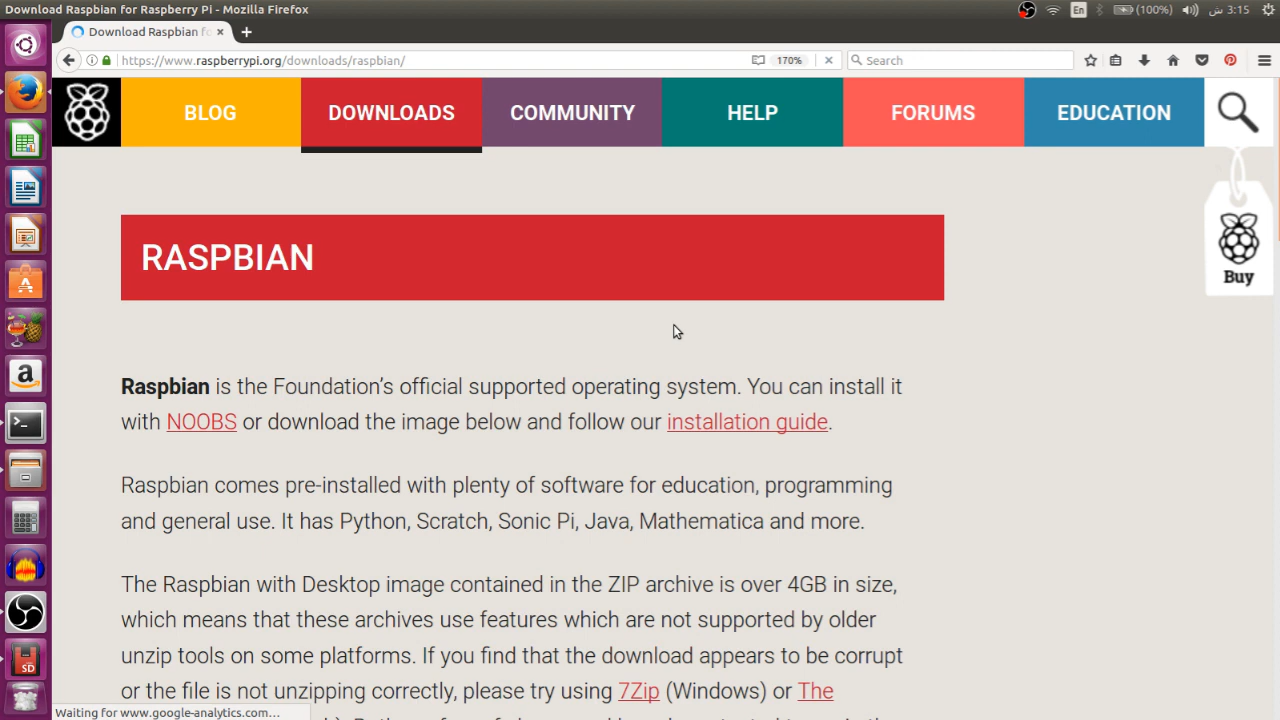 Download Raspbian for Raspberry Pi - Mozilla Firefox
En (100%) 3:15 ش
Download Raspbian fo × +
https://www.raspberrypi.org/downloads/raspbian/ 170% Search
BLOG DOWNLOADS COMMUNITY HELP FORUMS EDUCATION
RASPBIAN
Buy
Raspbian is the Foundation’s official supported operating system. You can install it
with NOOBS or download the image below and follow our installation guide.
Raspbian comes pre-installed with plenty of software for education, programming
and general use. It has Python, Scratch, Sonic Pi, Java, Mathematica and more.
The Raspbian with Desktop image contained in the ZIP archive is over 4GB in size,
which means that these archives use features which are not supported by older
unzip tools on some platforms. If you find that the download appears to be corrupt
or the file is not unzipping correctly, please try using 7Zip (Windows) or The
SD
Waiting for www.google-analytics.com…